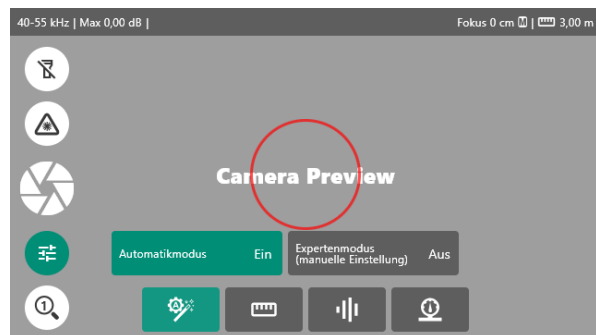 40-55 kHz | Max 0,00 dB |
Fokus 0 cm M | 3,00 m
Camera Preview
Automatikmodus Ein
Expertenmodus
(manuelle Einstellung) Aus
A
1